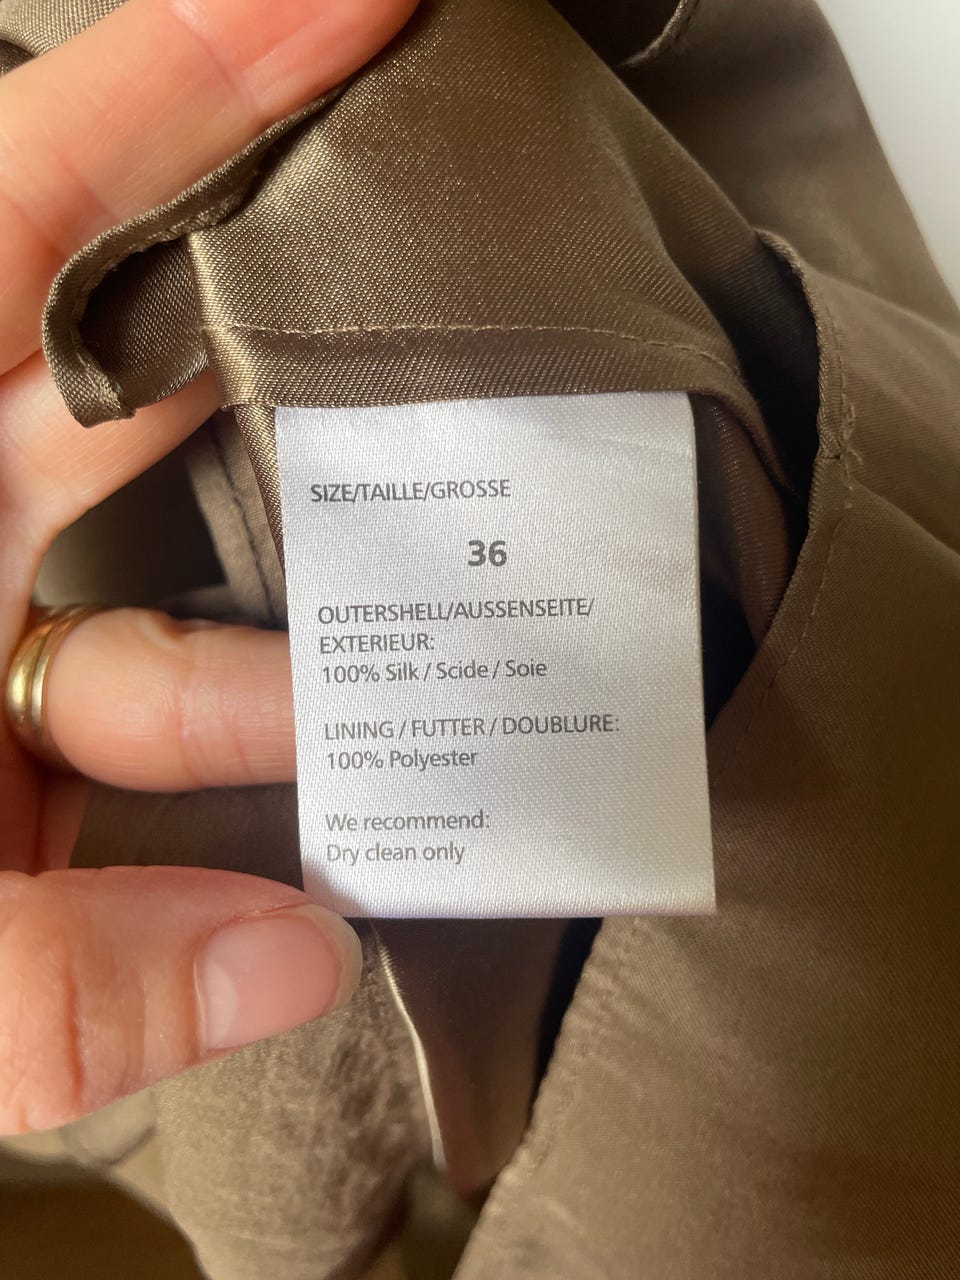 SIZE/TAILLE/GROSSE
36
OUTERSHELL/AUSSENSEITE/
EXTERIEUR:
100% Silk / Scide / Soie
LINING / FUTTER / DOUBLURE:
100% Polyester
We recommend:
Dry clean only